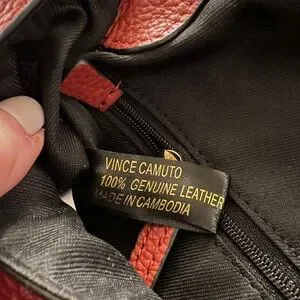 VINCE CAMUTO
100% GENUINE LEATHER
MADE IN CAMBODIA